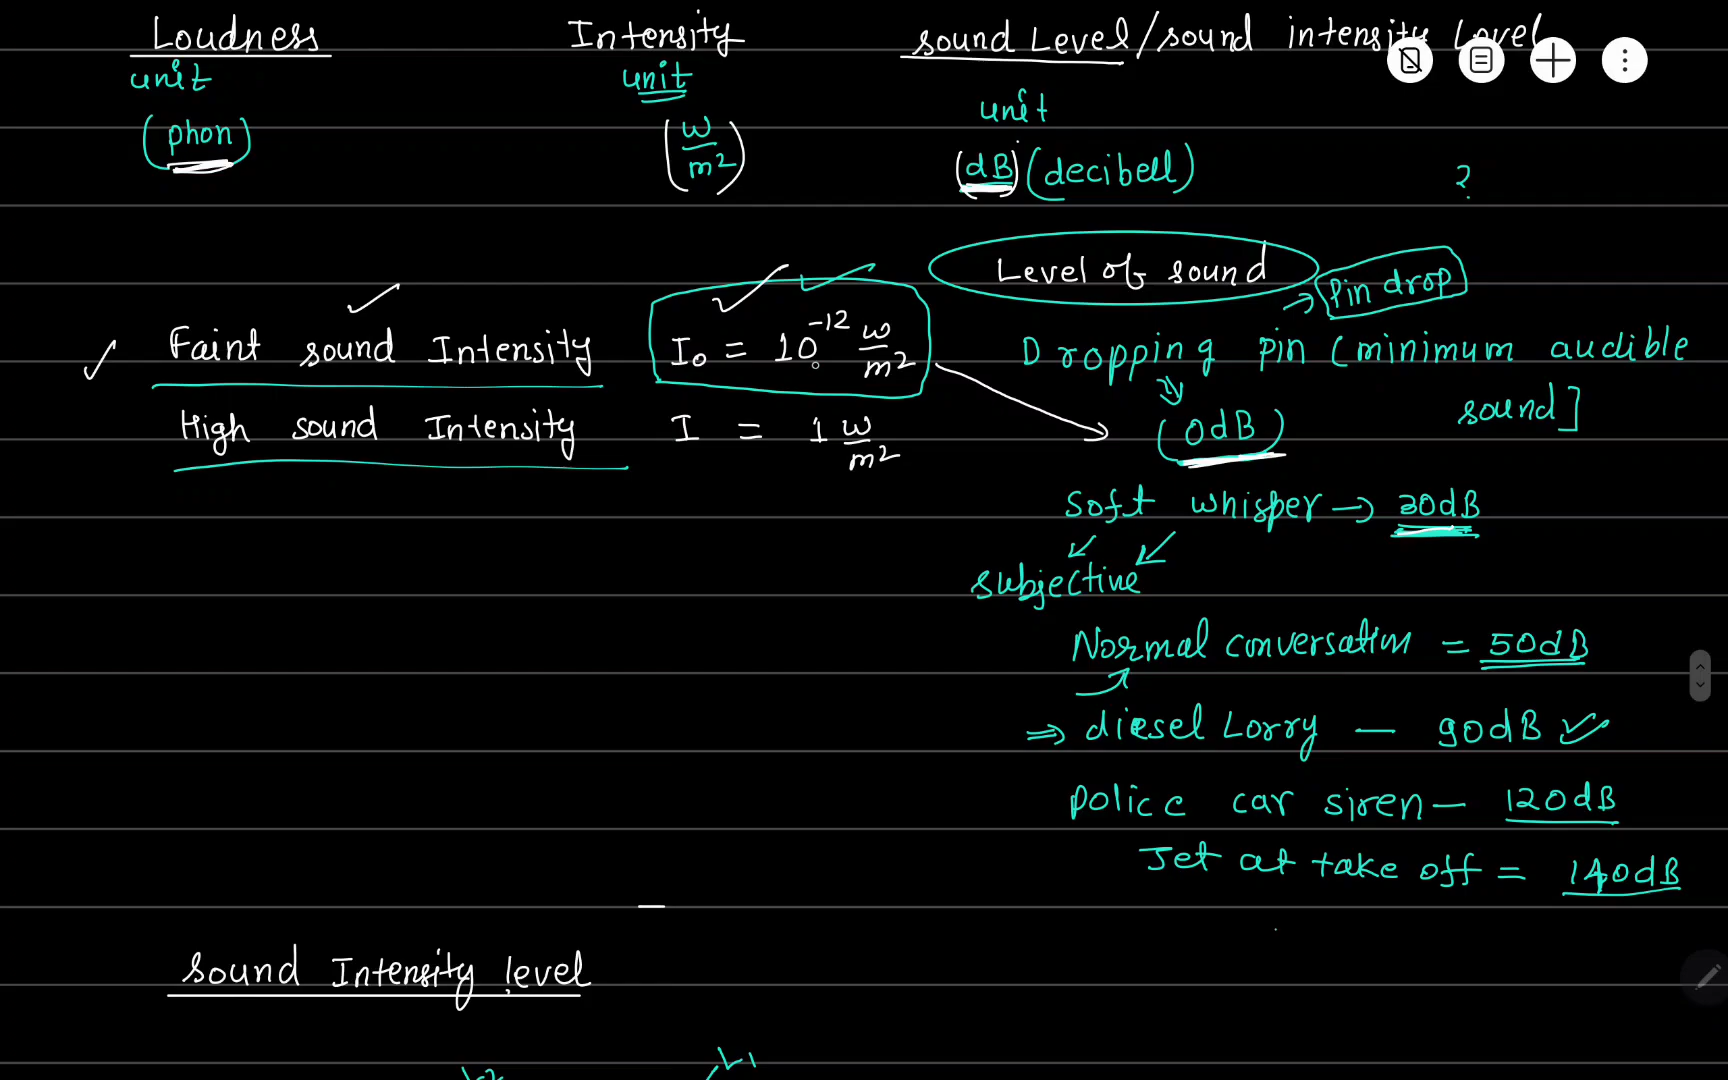 Loudness Intensity sound Level/sound intensity Level
unit unit unit
(phon) (w/m²) (dB) (decibell) ?
Level of sound
Pin drop
Faint sound Intensity I₀ = 10⁻¹² w/m² Dropping pin (minimum audible sound]
High sound Intensity I = 1 w/m² (0dB)
Soft whisper → 30dB
subjective
Normal conversation = 50dB
⇒ diesel Lorry — 90dB ✓
police car siren — 120dB
Jet at take off = 140dB
sound Intensity level
L₂ L₁